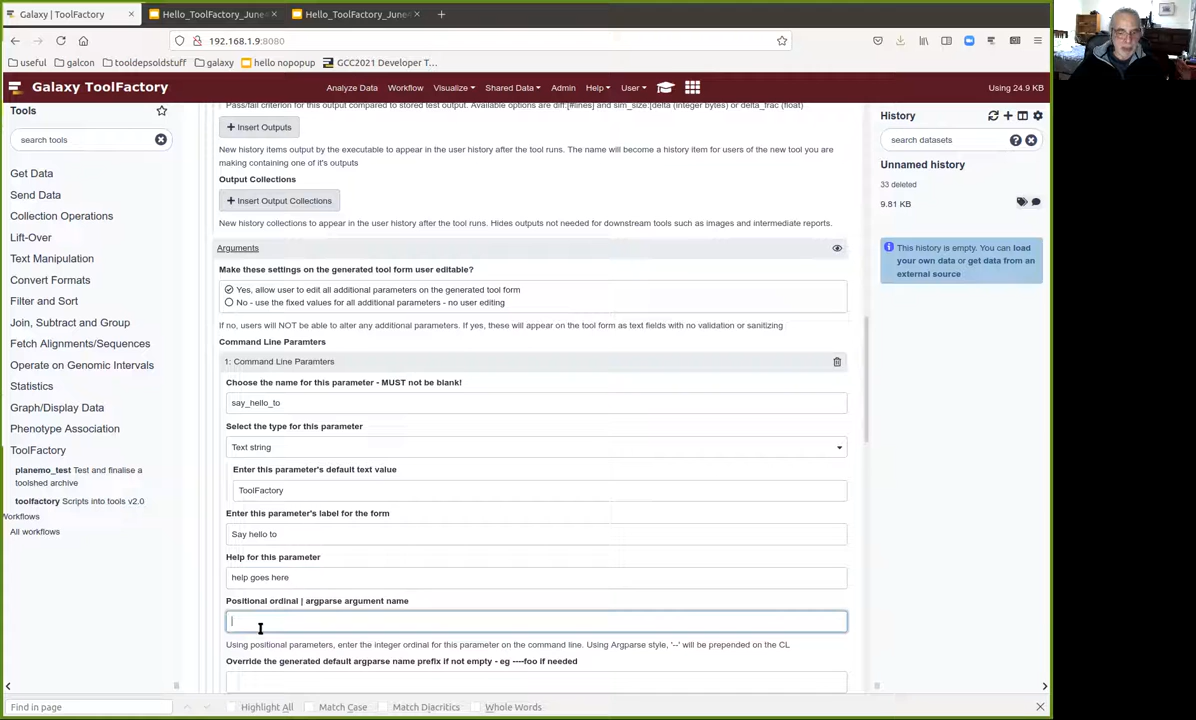 Galaxy | ToolFactory
Hello_ToolFactory_June
Hello_ToolFactory_June
192.168.1.9:8080
useful
galcon
tooldepsoldstuff
galaxy
hello nopopup
GCC2021 Developer T…
Galaxy ToolFactory
Analyze Data
Workflow
Visualize
Shared Data
Admin
Help
User
Using 24.9 KB
Tools
search tools
Get Data
Send Data
Collection Operations
Lift-Over
Text Manipulation
Convert Formats
Filter and Sort
Join, Subtract and Group
Fetch Alignments/Sequences
Operate on Genomic Intervals
Statistics
Graph/Display Data
Phenotype Association
ToolFactory
planemo_test Test and finalise a
toolshed archive
toolfactory Scripts into tools v2.0
Workflows
All workflows
Pass/fail criterion for this output compared to stored test output. Available options are diff:[#lines] and sim_size:[delta (integer bytes) or delta_frac (float)
Insert Outputs
New history items output by the executable to appear in the user history after the tool runs. The name will become a history item for users of the new tool you are
making containing one of it's outputs
Output Collections
Insert Output Collections
New history collections to appear in the user history after the tool runs. Hides outputs not needed for downstream tools such as images and intermediate reports.
Arguments
Make these settings on the generated tool form user editable?
Yes, allow user to edit all additional parameters on the generated tool form
No - use the fixed values for all additional parameters - no user editing
If no, users will NOT be able to alter any additional parameters. If yes, these will appear on the tool form as text fields with no validation or sanitizing
Command Line Paramters
1: Command Line Paramters
Choose the name for this parameter - MUST not be blank!
say_hello_to
Select the type for this parameter
Text string
Enter this parameter's default text value
ToolFactory
Enter this parameter's label for the form
Say hello to
Help for this parameter
help goes here
Positional ordinal | argparse argument name
Using positional parameters, enter the integer ordinal for this parameter on the command line. Using Argparse style, '--' will be prepended on the CL
Override the generated default argparse name prefix if not empty - eg ----foo if needed
History
search datasets
Unnamed history
33 deleted
9.81 KB
This history is empty. You can load
your own data or get data from an
external source
Find in page
Highlight All
Match Case
Match Diacritics
Whole Words